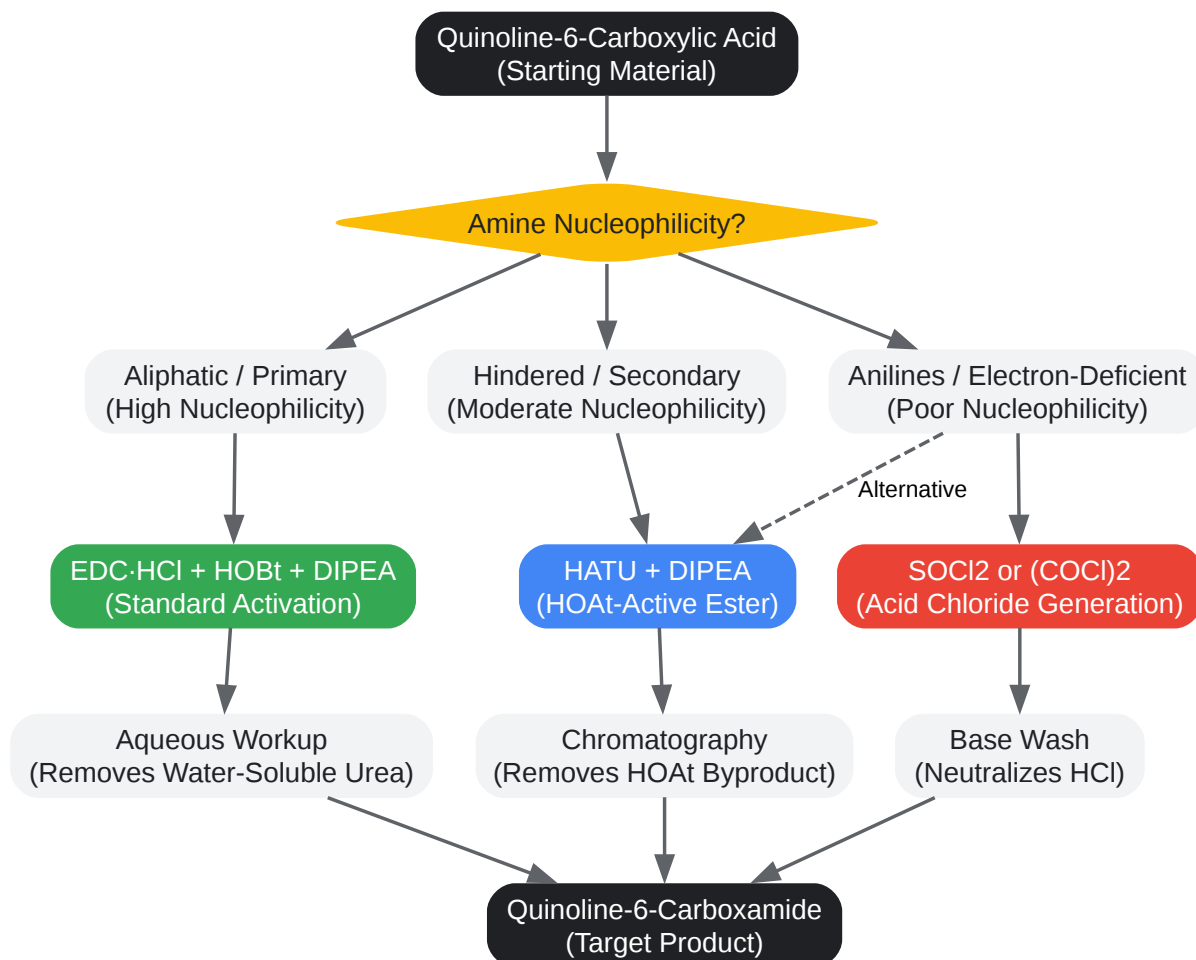 Quinoline-6-Carboxylic Acid
(Starting Material)
Amine Nucleophilicity?
Aliphatic / Primary
(High Nucleophilicity)
Hindered / Secondary
(Moderate Nucleophilicity)
Anilines / Electron-Deficient
(Poor Nucleophilicity)
Alternative
EDC·HCl + HOBt + DIPEA
(Standard Activation)
HATU + DIPEA
(HOAt-Active Ester)
SOCl2 or (COCl)2
(Acid Chloride Generation)
Aqueous Workup
(Removes Water-Soluble Urea)
Chromatography
(Removes HOAt Byproduct)
Base Wash
(Neutralizes HCl)
Quinoline-6-Carboxamide
(Target Product)